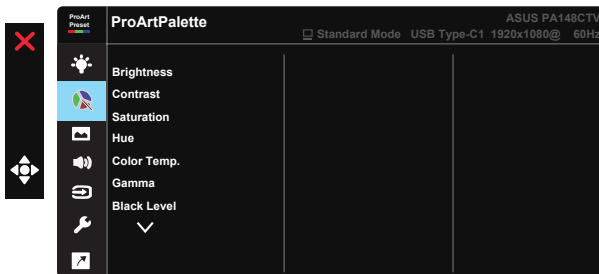 ProArt
Preset
ProArtPalette
ASUS PA148CTV
Standard Mode USB Type-C1 1920x1080@ 60Hz
Brightness
Contrast
Saturation
Hue
Color Temp.
Gamma
Black Level